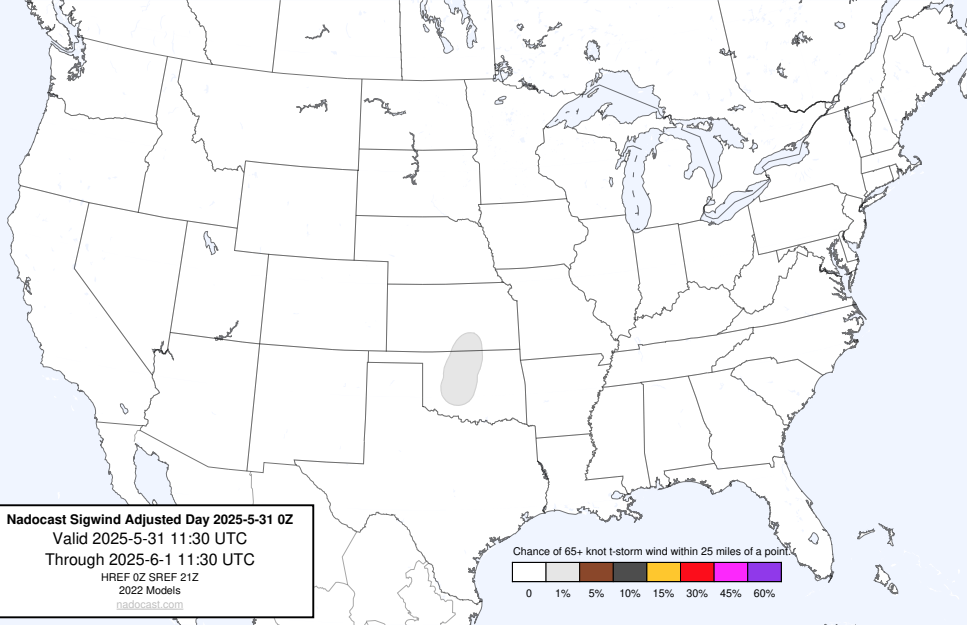 Nadocast Sigwind Adjusted Day 2025-5-31 0Z
Valid 2025-5-31 11:30 UTC
Through 2025-6-1 11:30 UTC
HREF 0Z SREF 21Z
2022 Models
nadocast.com
Chance of 65+ knot t-storm wind within 25 miles of a point.
0 1% 5% 10% 15% 30% 45% 60%